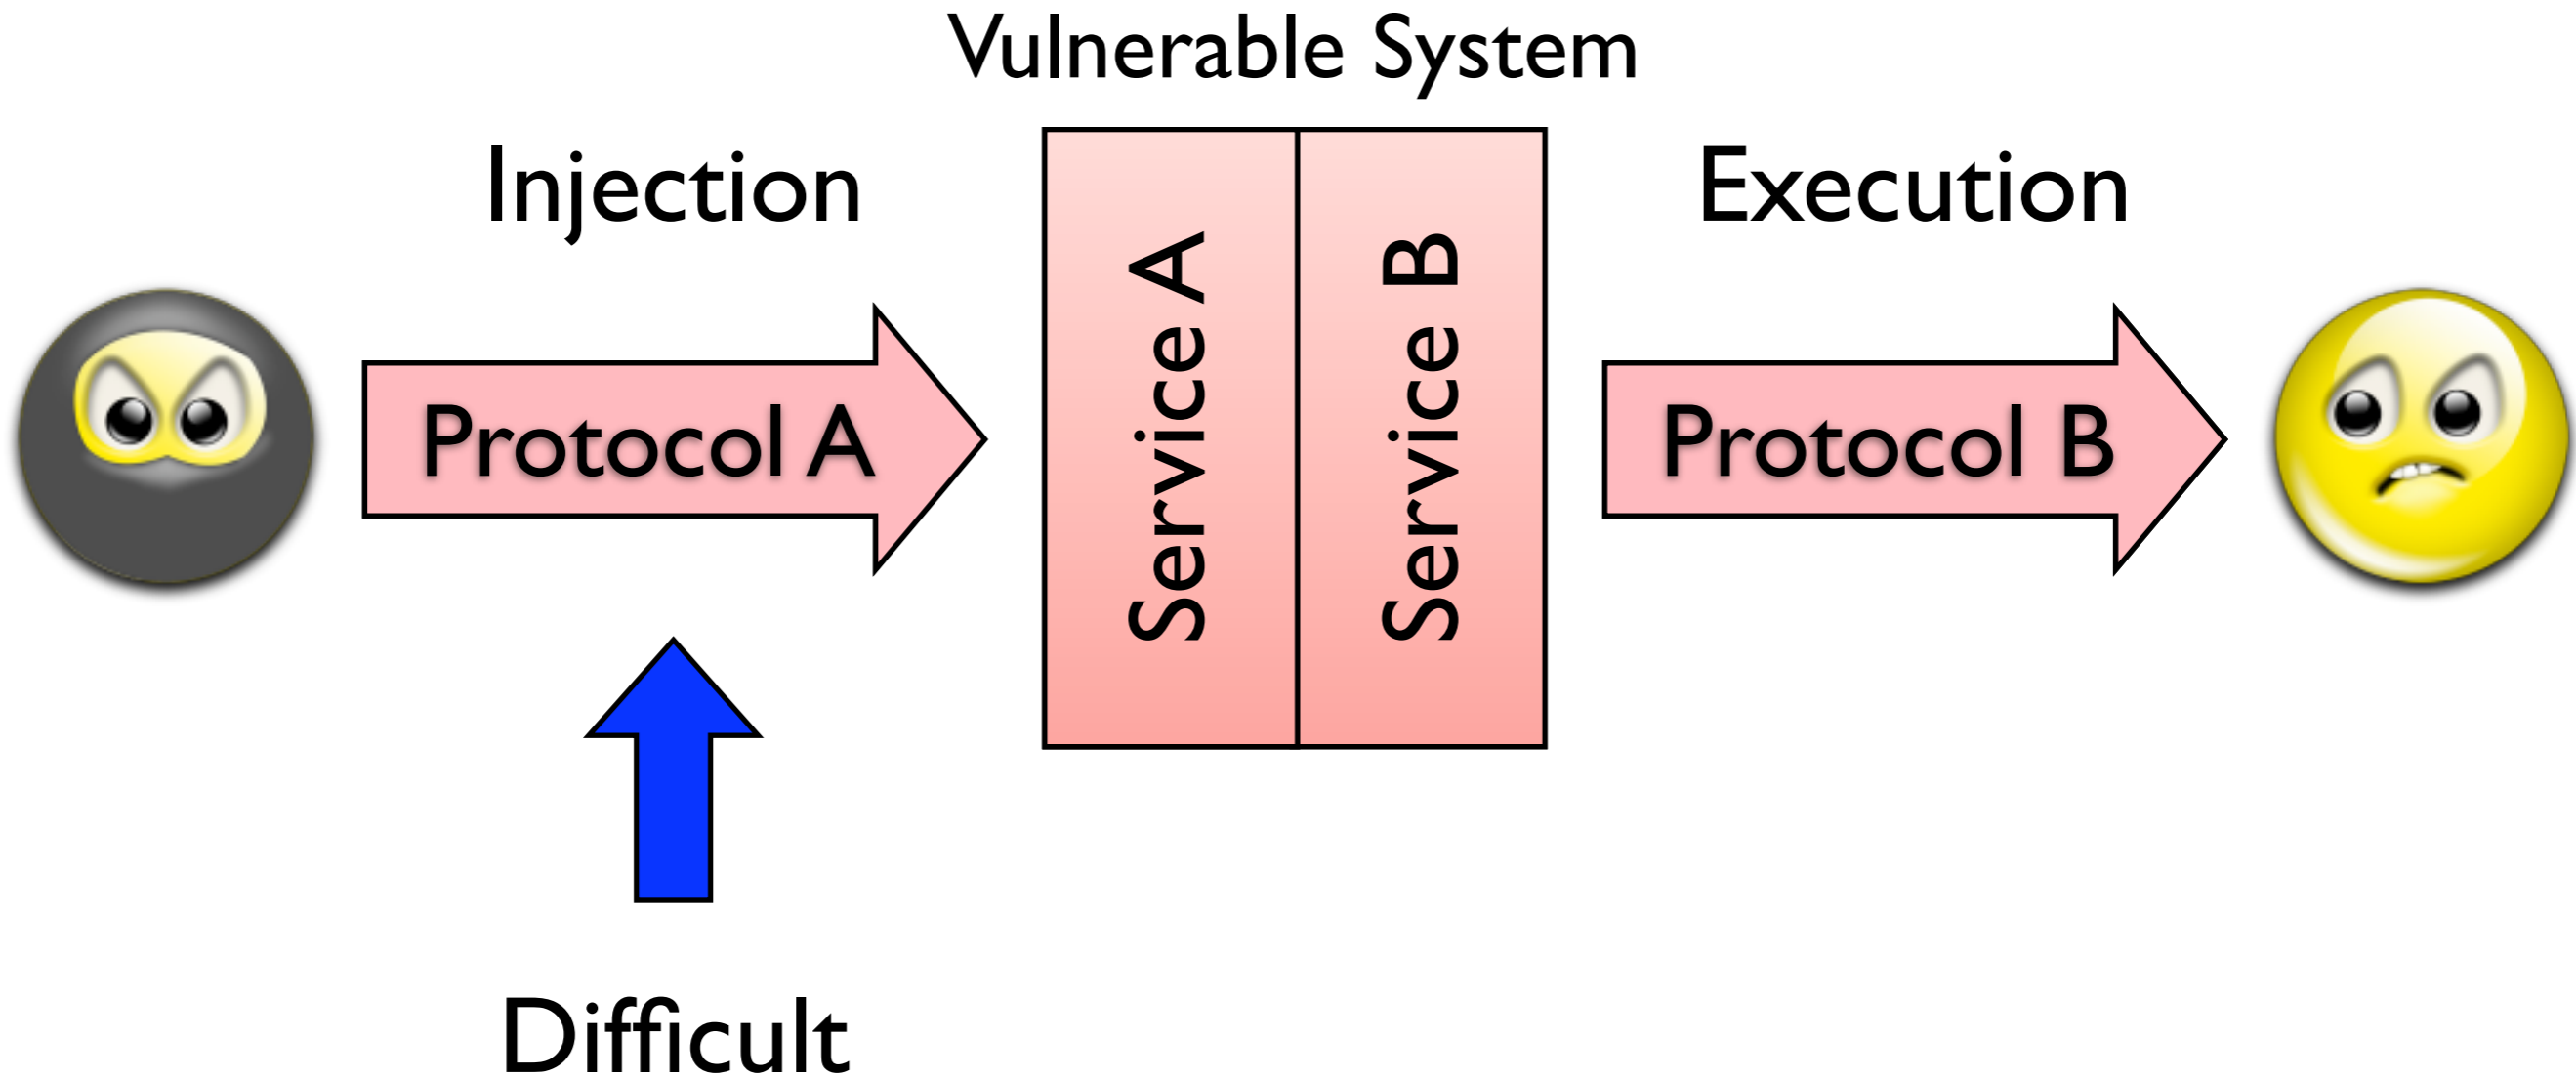 Vulnerable System
Injection
Execution
Protocol A
Service A
Service B
Protocol B
Difficult